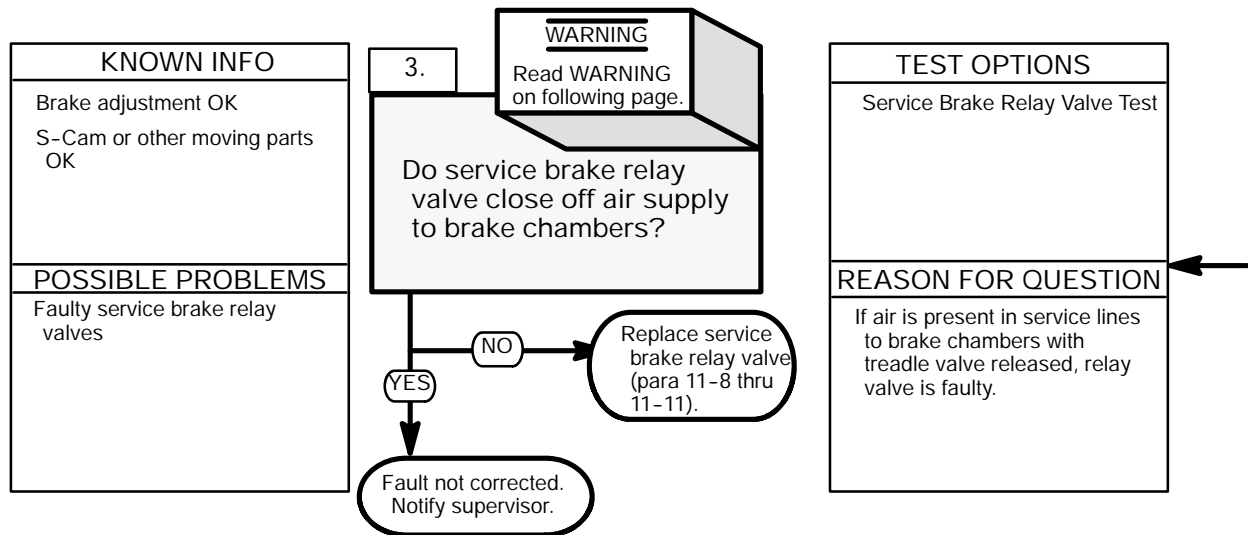 KNOWN INFO
Brake adjustment OK
S-Cam or other moving parts
OK
POSSIBLE PROBLEMS
Faulty service brake relay
valves
3.
WARNING
Read WARNING
on following page.
Do service brake relay
valve close off air supply
to brake chambers?
NO
Replace service
brake relay valve
(para 11-8 thru
11-11).
YES
Fault not corrected.
Notify supervisor.
TEST OPTIONS
Service Brake Relay Valve Test
REASON FOR QUESTION
If air is present in service lines
to brake chambers with
treadle valve released, relay
valve is faulty.